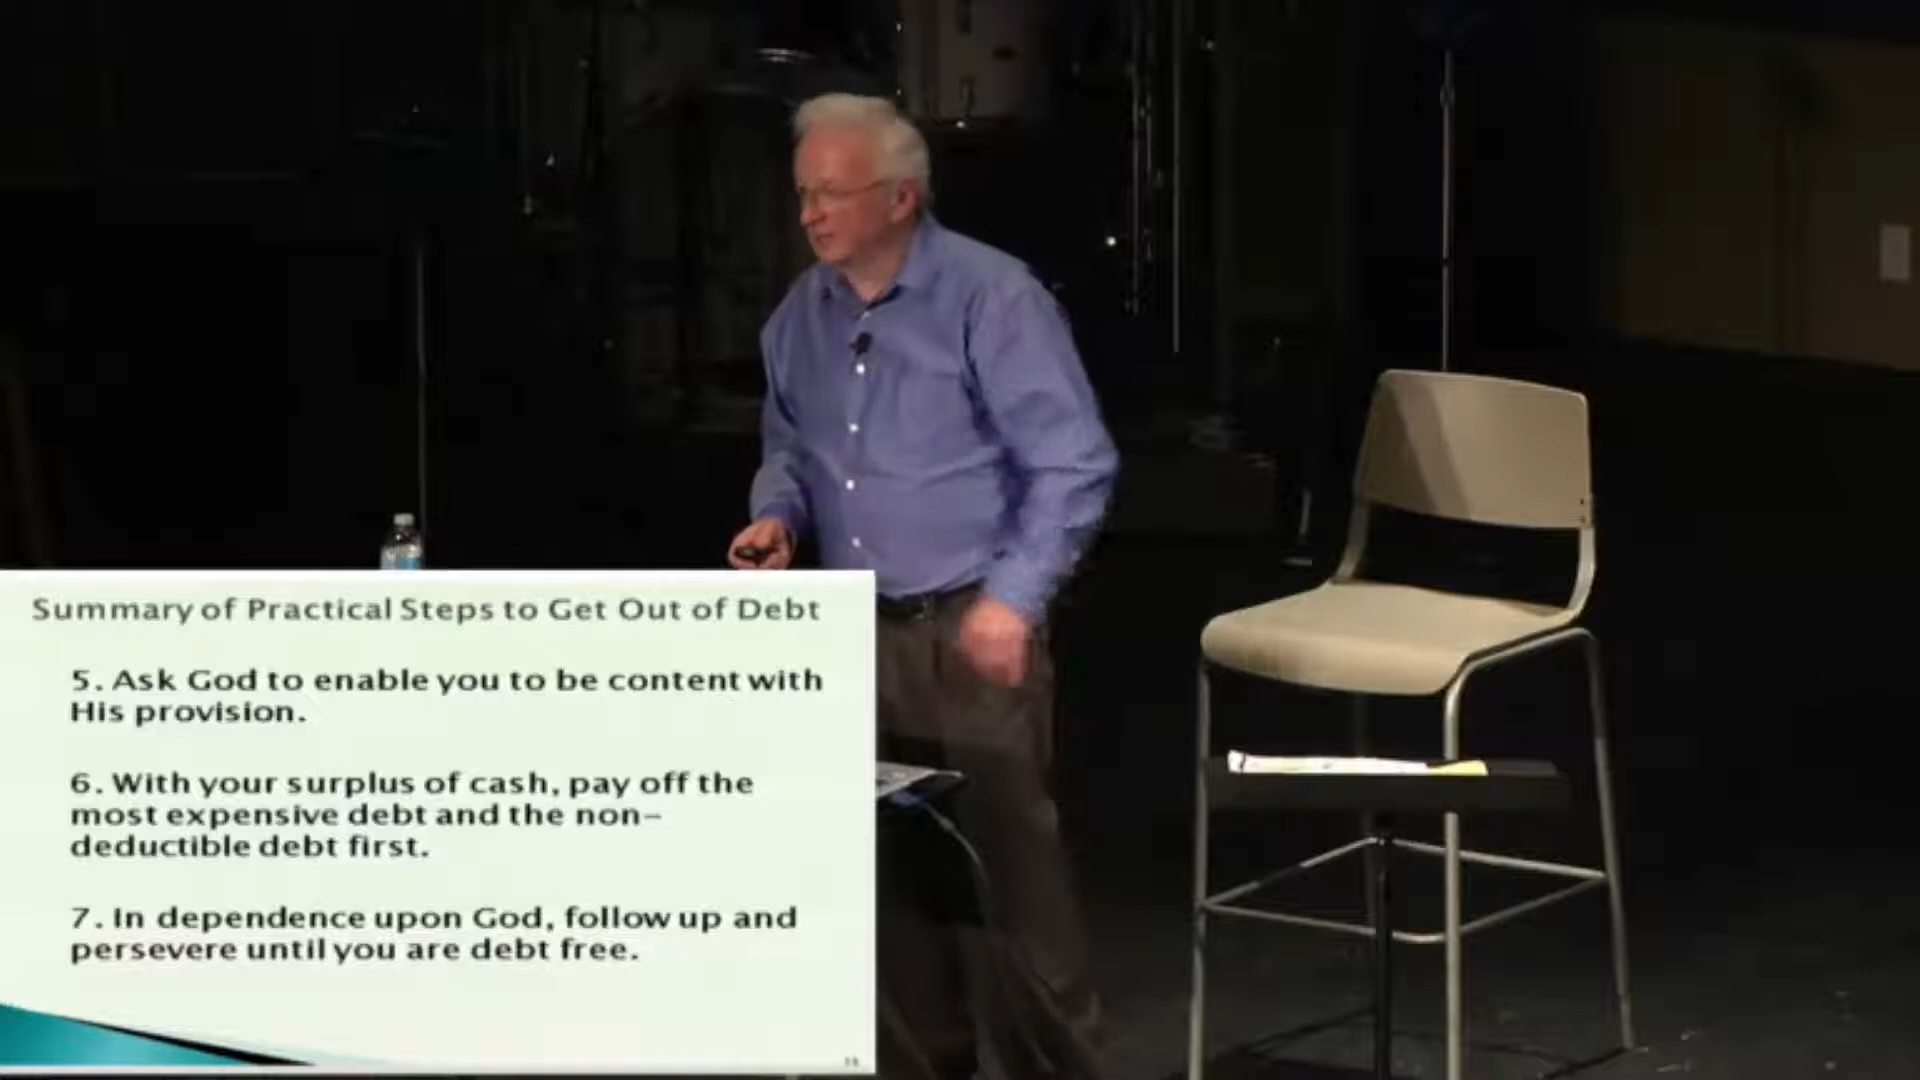 Summary of Practical Steps to Get Out of Debt
5. Ask God to enable you to be content with
His provision.
6. With your surplus of cash, pay off the
most expensive debt and the non-
deductible debt first.
7. In dependence upon God, follow up and
persevere until you are debt free.